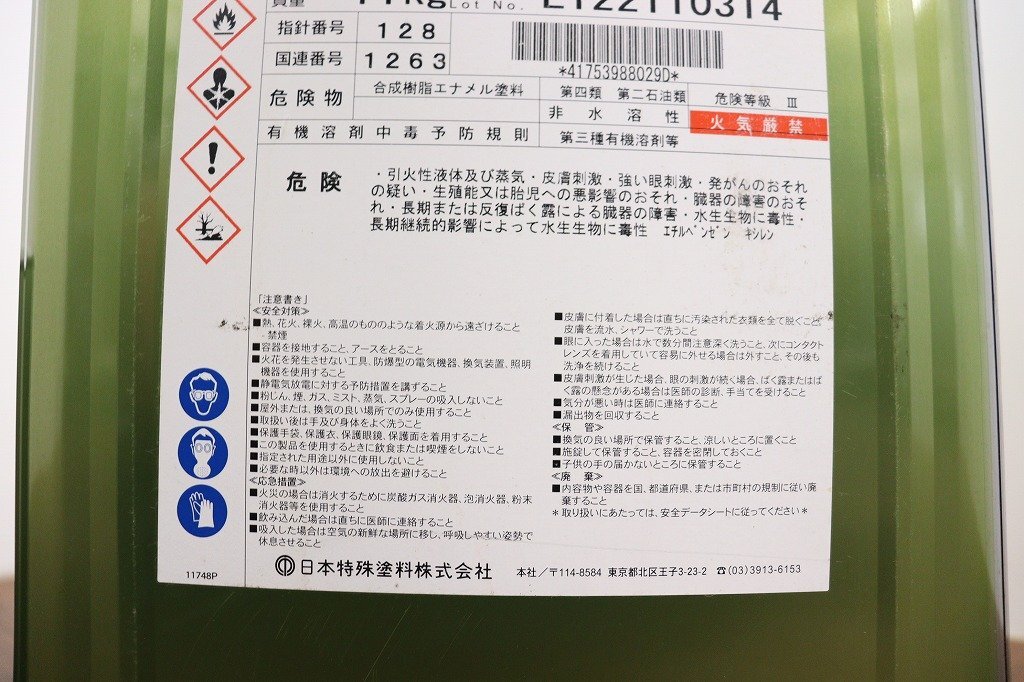 Kg Lot No. E122110314
指針番号 128
国連番号 1263
*41753988029D*
危険物 合成樹脂エナメル塗料 第四類 第二石油類 危険等級 Ⅲ
非水溶性 火気厳禁
有機溶剤中毒予防規則 第三種有機溶剤等
危険
・引火性液体及び蒸気・皮膚刺激・強い眼刺激・発がんのおそれ
の疑い・生殖能又は胎児への悪影響のおそれ・臓器の障害のおそ
れ・長期または反復ばく露による臓器の障害・水生生物に毒性・
長期継続的影響によって水生生物に毒性 エチルベンゼン キシレン
「注意書き」
≪安全対策≫
■熱、花火、裸火、高温のもののような着火源から遠ざけること
禁煙
■容器を接地すること、アースをとること
■火花を発生させない工具、防爆型の電気機器、換気装置、照明
機器を使用すること
■静電気放電に対する予防措置を講ずること
■粉じん、煙、ガス、ミスト、蒸気、スプレーの吸入しないこと
■屋外または、換気の良い場所でのみ使用すること
■取扱い後は手及び身体をよく洗うこと
■保護手袋、保護衣、保護眼鏡、保護面を着用すること
■この製品を使用するときに飲食または喫煙をしないこと
■指定された用途以外に使用しないこと
■必要な時以外は環境への放出を避けること
≪応急措置≫
■火災の場合は消火するために炭酸ガス消火器、泡消火器、粉末
消火器等を使用すること
■飲み込んだ場合は直ちに医師に連絡すること
■吸入した場合は空気の新鮮な場所に移し、呼吸しやすい姿勢で
休息させること
■皮膚に付着した場合は直ちに汚染された衣類を全て脱ぐこと
皮膚を流水、シャワーで洗うこと
■眼に入った場合は水で数分間注意深く洗うこと、次にコンタクト
レンズを着用していて容易に外せる場合は外すこと、その後も
洗浄を続けること
■皮膚刺激が生じた場合、眼の刺激が続く場合、ばく露またはば
く露の懸念がある場合は医師の診断、手当てを受けること
■気分が悪い時は医師に連絡すること
■漏出物を回収すること
≪保 管≫
■換気の良い場所で保管すること、涼しいところに置くこと
■施錠して保管すること、容器を密閉しておくこと
■子供の手の届かないところに保管すること
≪廃 棄≫
■内容物や容器を国、都道府県、または市町村の規制に従い廃
棄すること
*取り扱いにあたっては、安全データシートに従ってください*
11748P 日本特殊塗料株式会社 本社/〒114-8584 東京都北区王子3-23-2 ☎(03)3913-6153